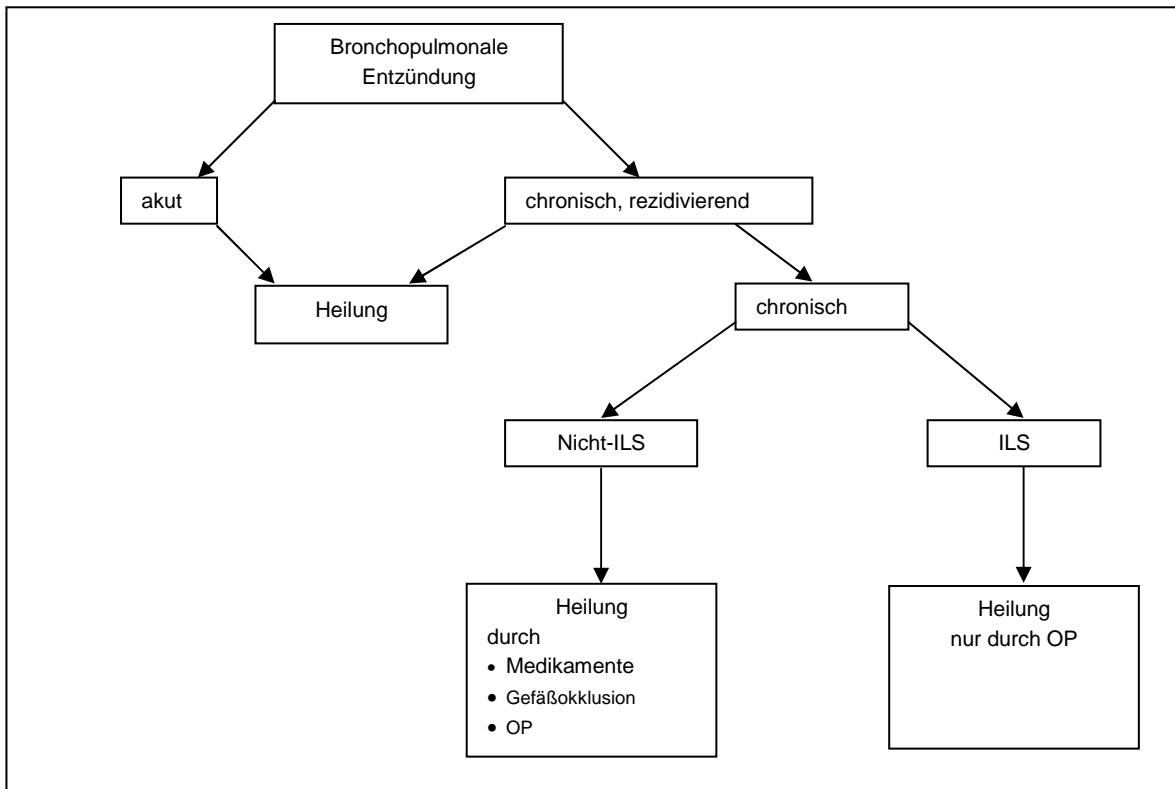 Bronchopulmonale
Entzündung
akut
chronisch, rezidivierend
Heilung
chronisch
Nicht-ILS
ILS
Heilung
durch
• Medikamente
• Gefäßokklusion
• OP
Heilung
nur durch OP